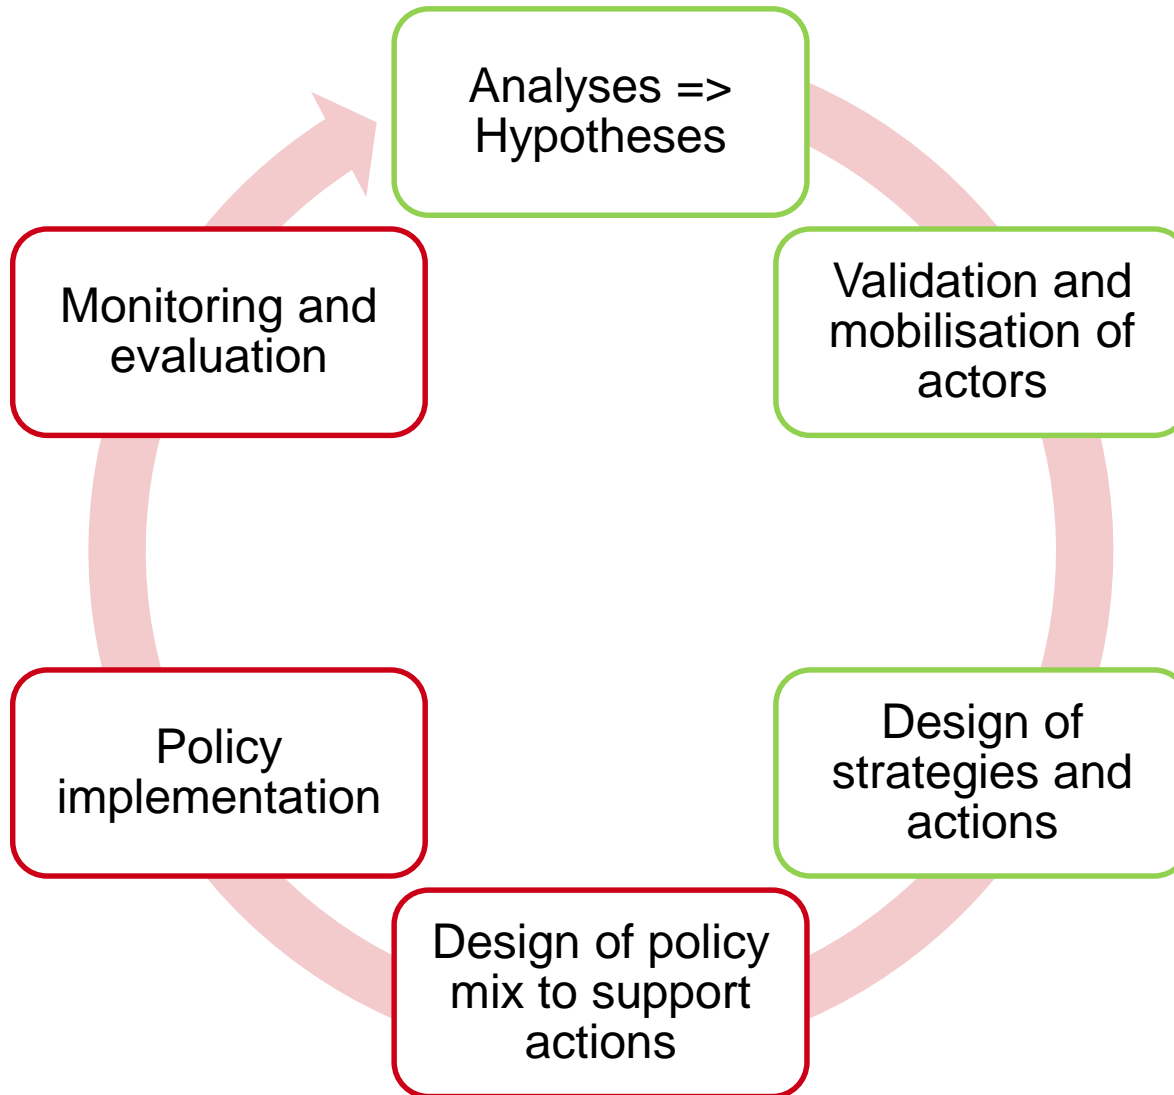 Analyses =>
Hypotheses
Validation and
mobilisation of
actors
Design of
strategies and
actions
Design of policy
mix to support
actions
Policy
implementation
Monitoring and
evaluation